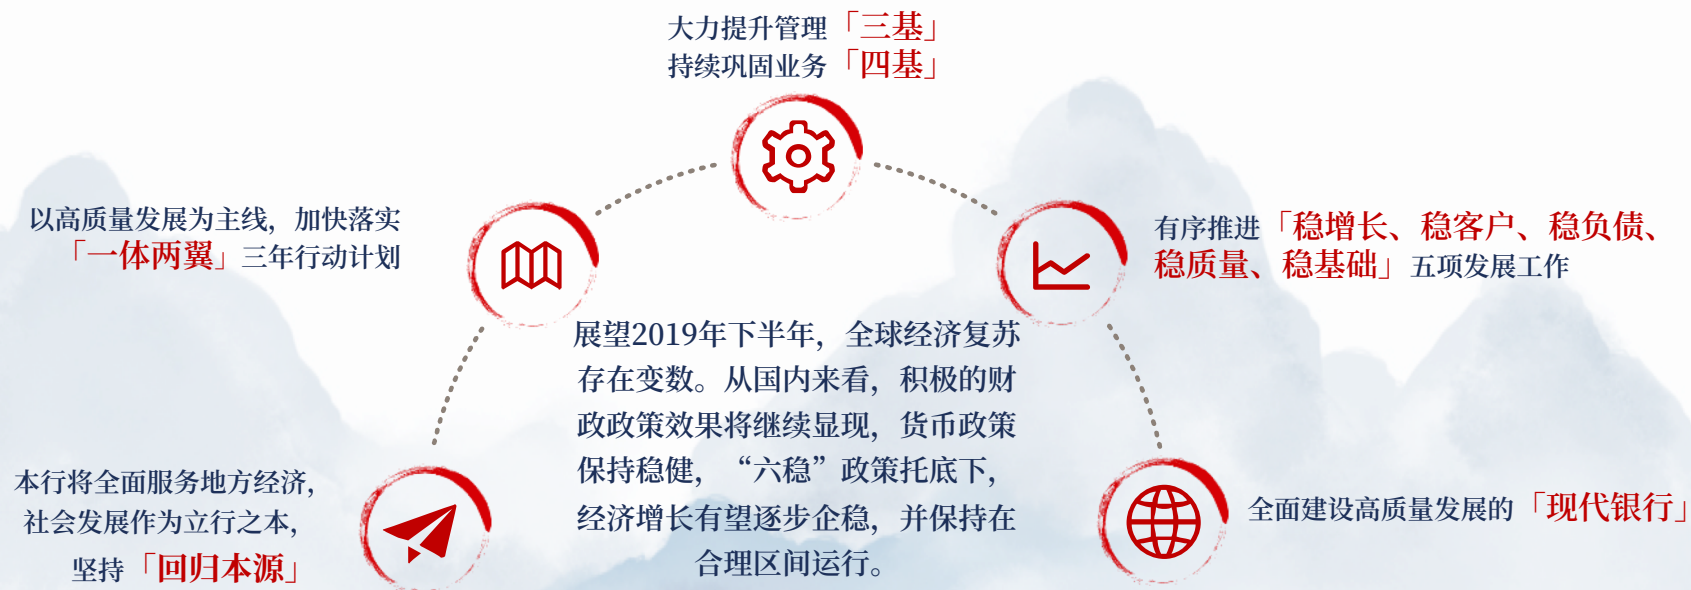 大力提升管理「三基」
持续巩固业务「四基」
以高质量发展为主线，加快落实
「一体两翼」三年行动计划
有序推进「稳增长、稳客户、稳负债、
稳质量、稳基础」五项发展工作
展望2019年下半年，全球经济复苏
存在变数。从国内来看，积极的财
政政策效果将继续显现，货币政策
保持稳健，“六稳”政策托底下，
经济增长有望逐步企稳，并保持在
合理区间运行。
本行将全面服务地方经济，
社会发展作为立行之本，
坚持「回归本源」
全面建设高质量发展的「现代银行」